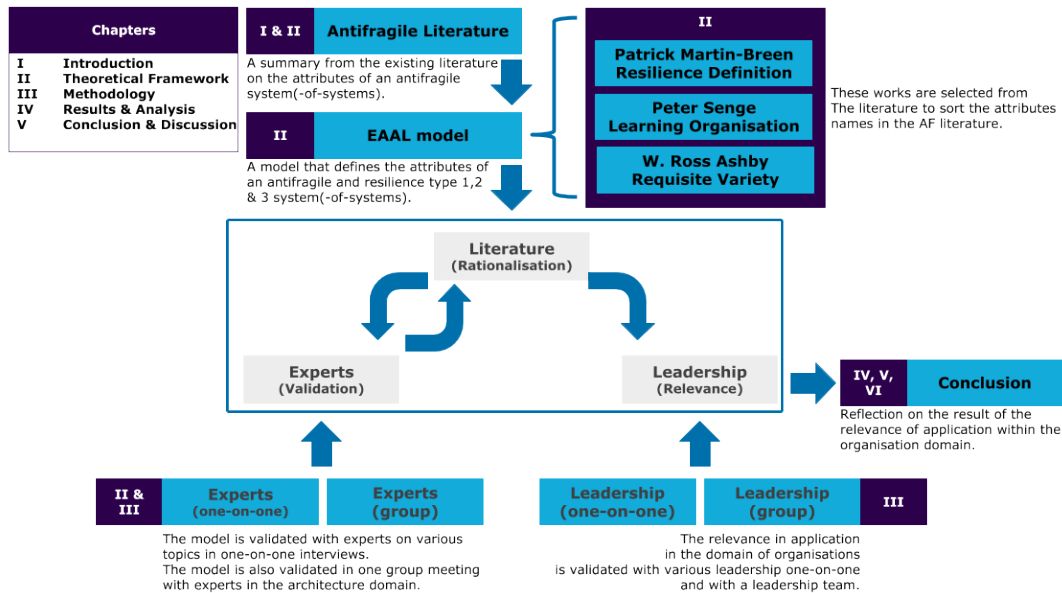 Chapters
I Introduction
II Theoretical Framework
III Methodology
IV Results & Analysis
V Conclusion & Discussion
I & II Antifragile Literature
A summary from the existing literature
on the attributes of an antifragile
system(-of-systems).
II EAAL model
A model that defines the attributes of
an antifragile and resilience type 1,2
& 3 system(-of-systems).
II
Patrick Martin-Breen
Resilience Definition
Peter Senge
Learning Organisation
W. Ross Ashby
Requisite Variety
These works are selected from
The literature to sort the attributes
names in the AF literature.
Literature
(Rationalisation)
Experts
(Validation)
Leadership
(Relevance)
IV, V,
VI
Conclusion
Reflection on the result of the
relevance of application within the
organisation domain.
II &
III
Experts
(one-on-one)
Experts
(group)
The model is validated with experts on various
topics in one-on-one interviews.
The model is also validated in one group meeting
with experts in the architecture domain.
Leadership
(one-on-one)
Leadership
(group)
III
The relevance in application
in the domain of organisations
is validated with various leadership one-on-one
and with a leadership team.